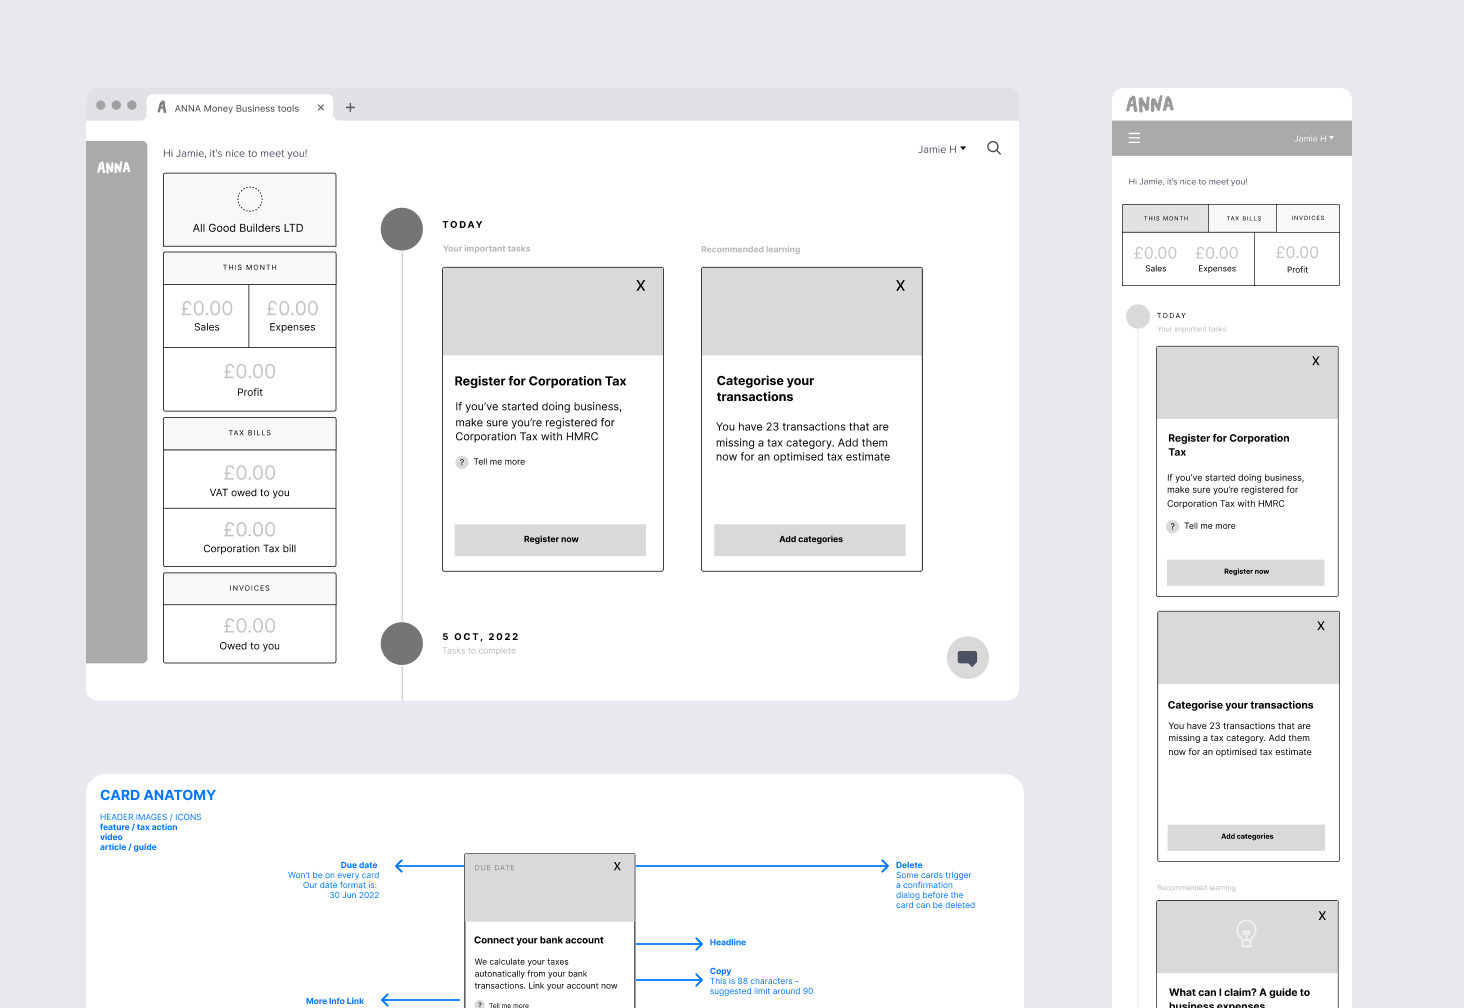 ANNA Money Business tools
ANNA
Hi Jamie, it's nice to meet you!
Jamie H
All Good Builders LTD
THIS MONTH
£0.00
£0.00
Sales
Expenses
£0.00
Profit
TAX BILLS
£0.00
VAT owed to you
£0.00
Corporation Tax bill
INVOICES
£0.00
Owed to you
TODAY
Your important tasks
X
Register for Corporation Tax
If you've started doing business,
make sure you're registered for
Corporation Tax with HMRC
? Tell me more
Register now
Recommended learning
X
Categorise your
transactions
You have 23 transactions that are
missing a tax category. Add them
now for an optimised tax estimate
Add categories
5 OCT, 2022
Tasks to complete
ANNA
Jamie H
Hi Jamie, it's nice to meet you!
THIS MONTH
TAX BILLS
INVOICES
£0.00
£0.00
£0.00
Sales
Expenses
Profit
TODAY
Your important tasks
X
Register for Corporation
Tax
If you've started doing business,
make sure you're registered for
Corporation Tax with HMRC
? Tell me more
Register now
X
Categorise your transactions
You have 23 transactions that are
missing a tax category. Add them
now for an optimised tax estimate
Add categories
Recommended learning
X
What can I claim? A guide to
business expenses
CARD ANATOMY
HEADER IMAGES / ICONS
feature / tax action
video
article / guide
Due date
Won't be on every card
Our date format is:
30 Jun 2022
DUE DATE
X
Delete
Some cards trigger
a confirmation
dialog before the
card can be deleted
Connect your bank account
Headline
We calculate your taxes
automatically from your bank
transactions. Link your account now
Copy
This is 88 characters -
suggested limit around 90
More Info Link
? Tell me more